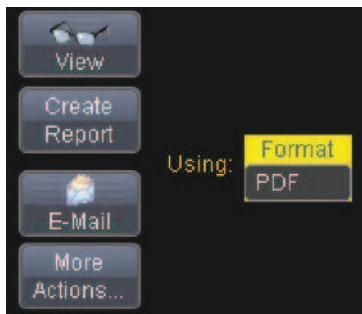 View
Create
Report
Using:
Format
PDF
E-Mail
More
Actions...